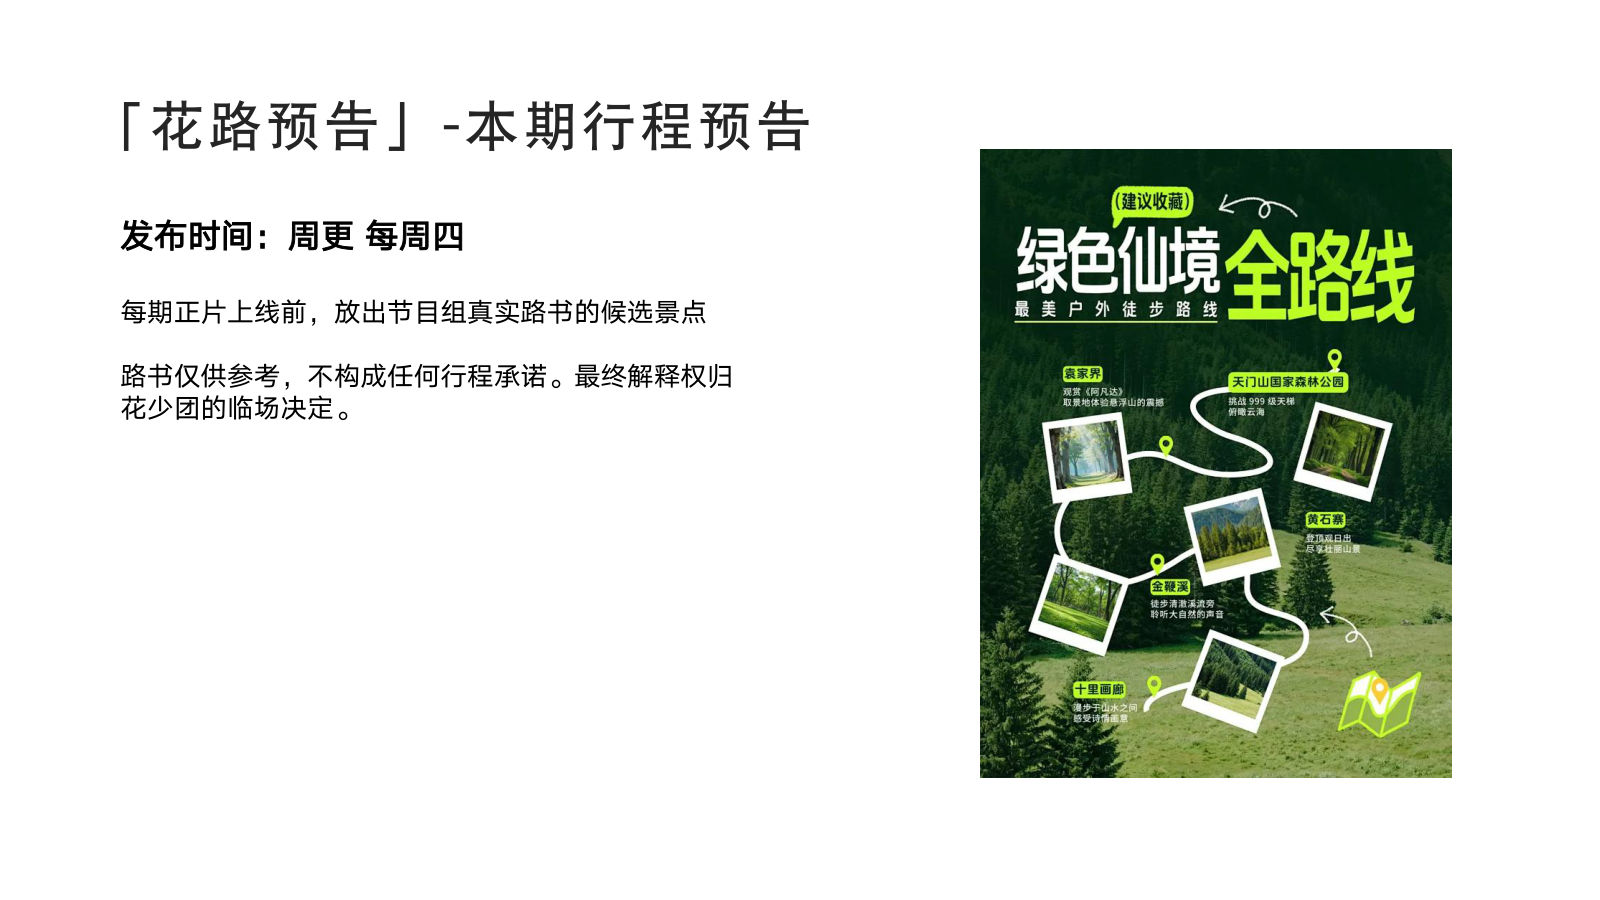 「花路预告」-本期行程预告
发布时间：周更 每周四
每期正片上线前，放出节目组真实路书的候选景点
路书仅供参考，不构成任何行程承诺。最终解释权归
花少团的临场决定。
(建议收藏)
绿色仙境全路线
最美户外徒步路线
袁家界
观赏《阿凡达》
取景地体验悬浮山的震撼
天门山国家森林公园
挑战 999 级天梯
俯瞰云海
黄石寨
登顶观日出
尽享壮丽山景
金鞭溪
徒步清澈溪流旁
聆听大自然的声音
十里画廊
漫步于山水之间
感受诗情画意